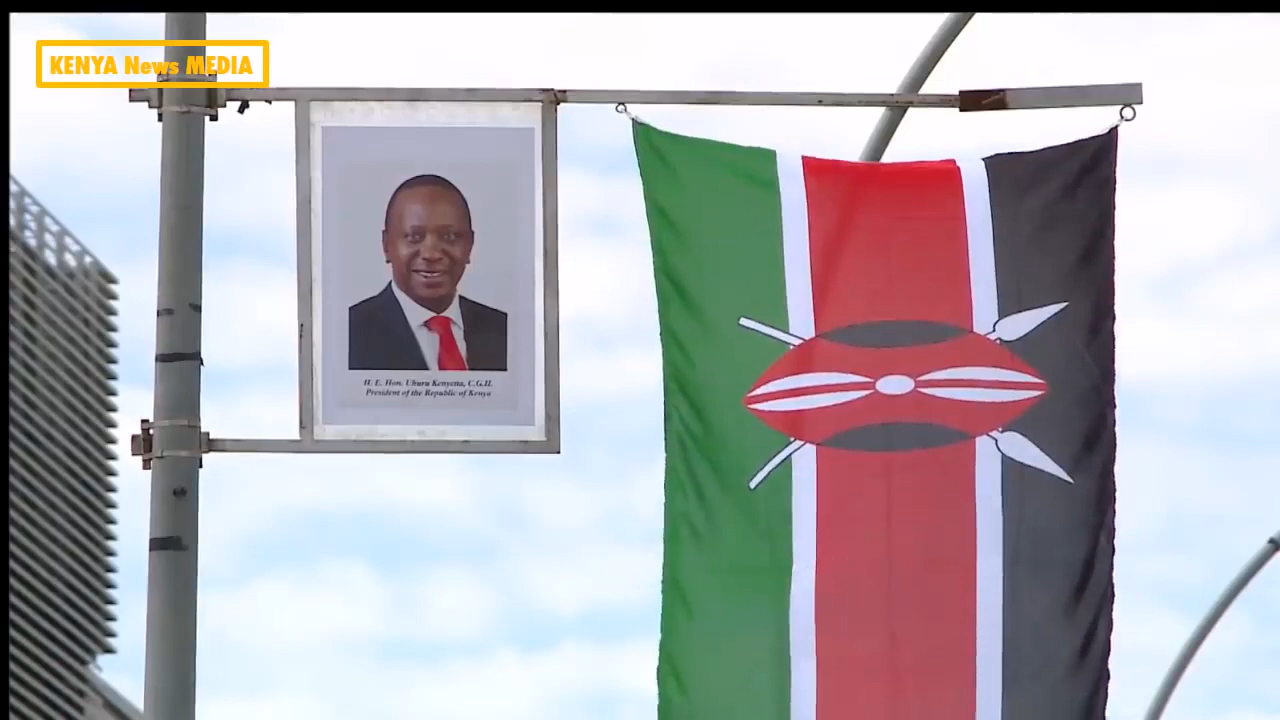 KENYA News MEDIA
H. E. Hon. Uhuru Kenyatta, C.G.H.
President of the Republic of Kenya